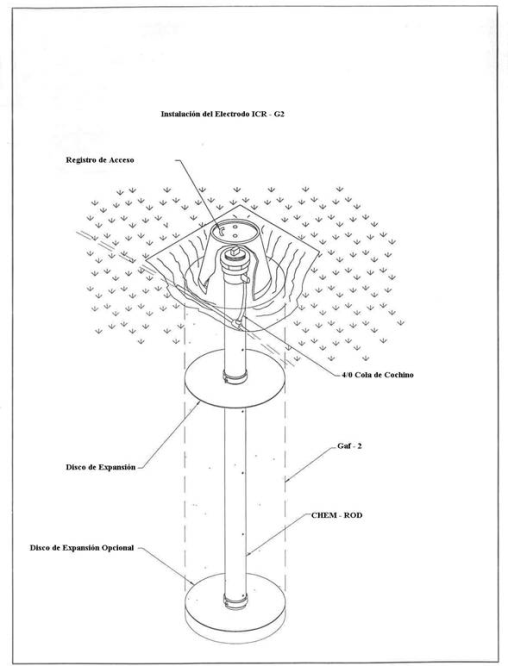 Instalación del Electrodo ICR - G2
Registro de Acceso
4/0 Cola de Cochino
Gaf - 2
Disco de Expansión
CHEM - ROD
Disco de Expansión Opcional